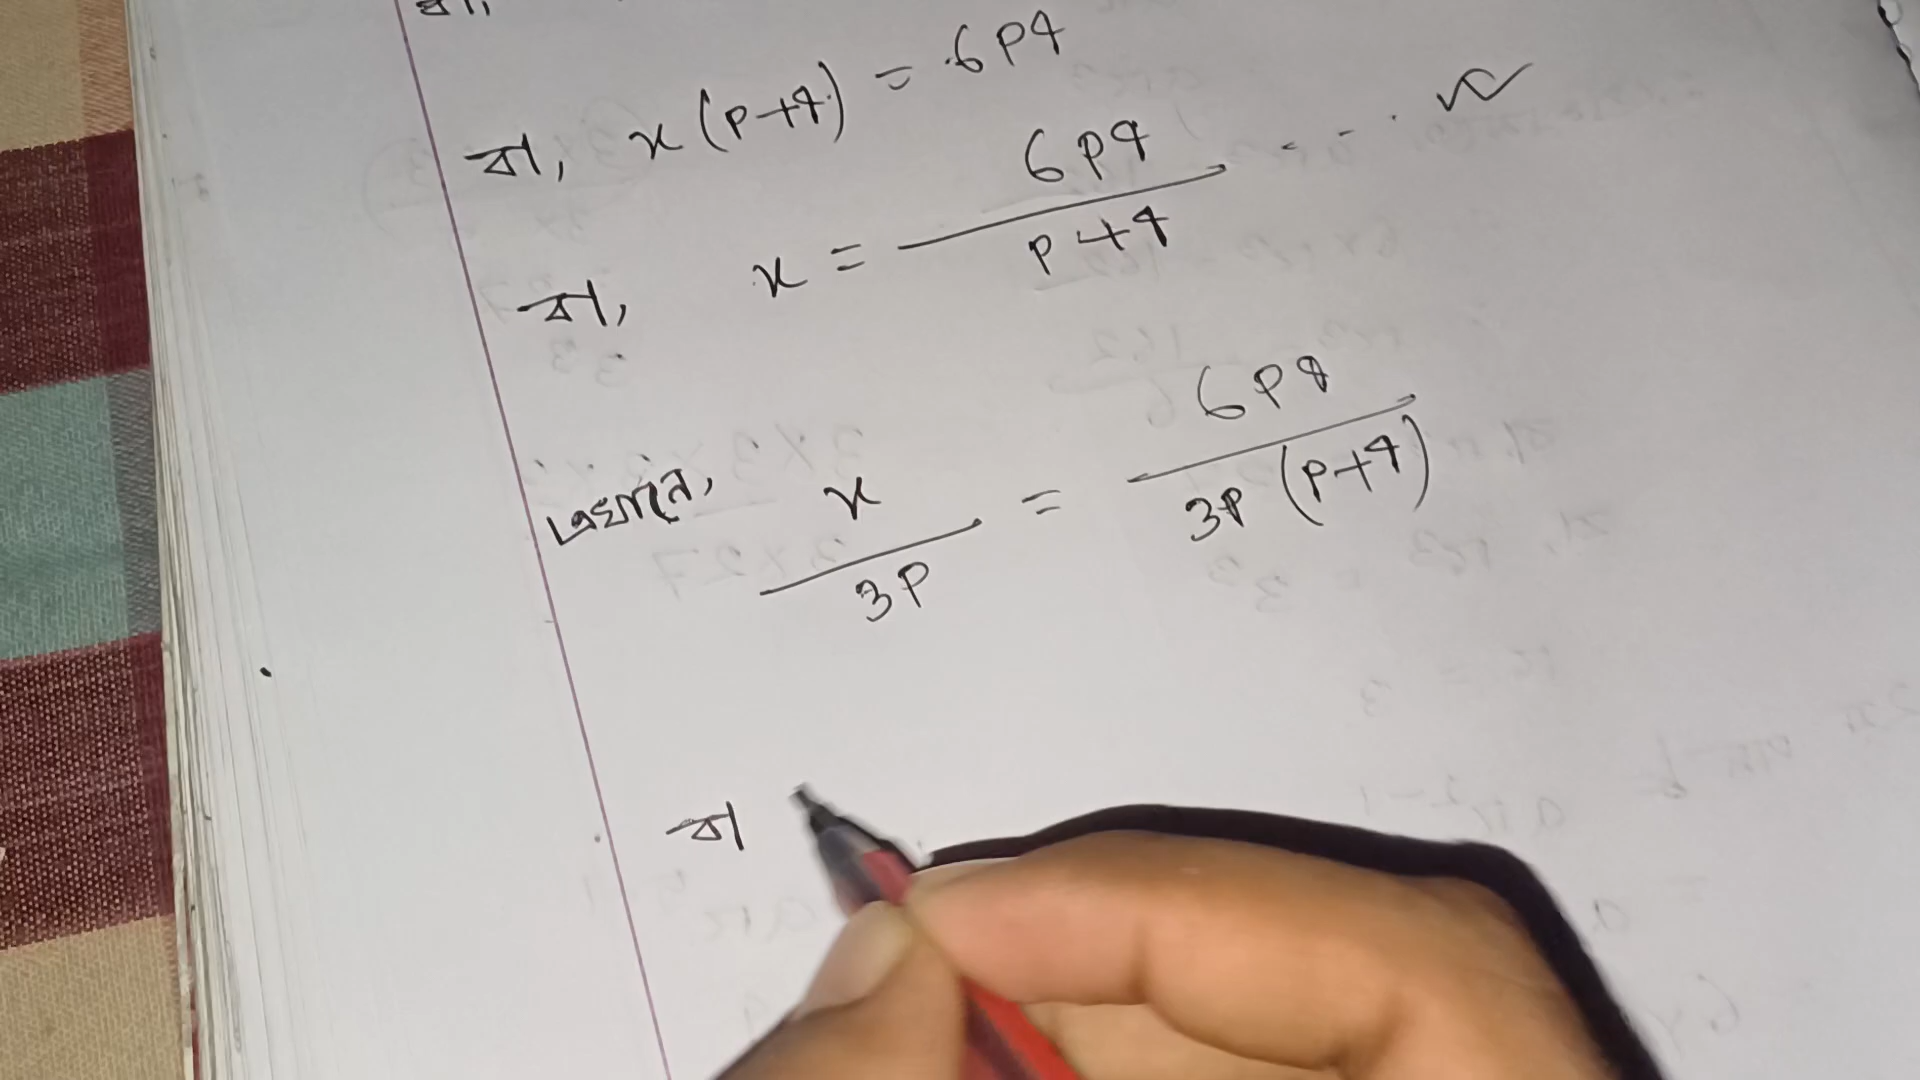 বা, x(p+q) = 6pq
বা, x = 6pq / p+q
এখানে, x / 3p = 6pq / 3p(p+q)
বা